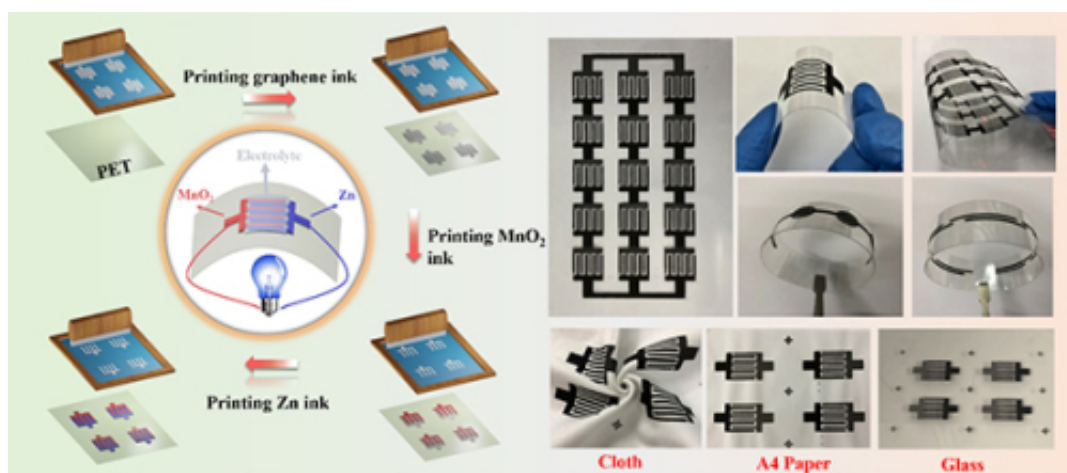 Printing graphene ink
PET
Electrolyte
MnO2
Zn
Printing MnO2
ink
Printing Zn ink
Cloth
A4 Paper
Glass